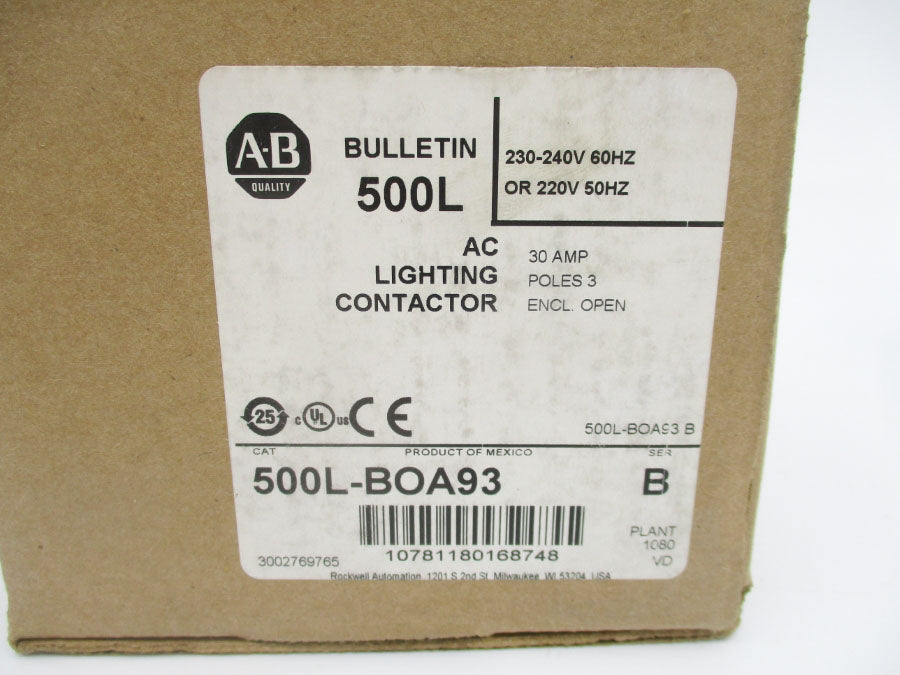 A-B
QUALITY
BULLETIN
500L
230-240V 60HZ
OR 220V 50HZ
AC
LIGHTING
CONTACTOR
30 AMP
POLES 3
ENCL. OPEN
25
c UL us CE
500L-BOA93 B
CAT
PRODUCT OF MEXICO
SER
500L-BOA93
B
10781180168748
3002769765
PLANT
1080
VD
Rockwell Automation, 1201 S 2nd St, Milwaukee, WI 53204, USA